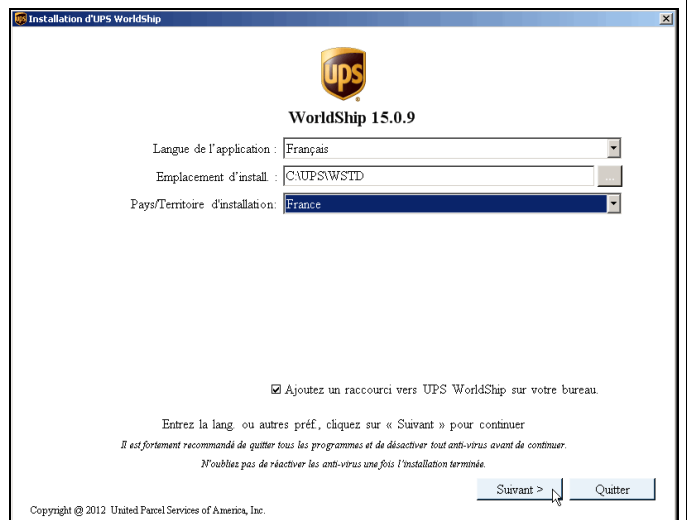 Installation d'UPS WorldShip
ups
WorldShip 15.0.9
Langue de l'application : Français
Emplacement d'install. : C:\UPS\WSTD ...
Pays/Territoire d'installation: France
Ajoutez un raccourci vers UPS WorldShip sur votre bureau.
Entrez la lang. ou autres préf., cliquez sur « Suivant » pour continuer
Il est fortement recommandé de quitter tous les programmes et de désactiver tout anti-virus avant de continuer.
N'oubliez pas de réactiver les anti-virus une fois l'installation terminée.
Suivant > Quitter
Copyright @ 2012 United Parcel Services of America, Inc.